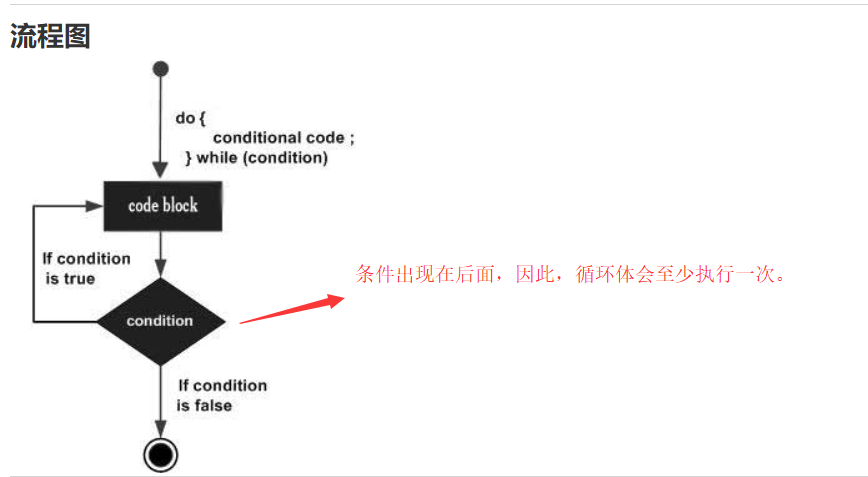 流程图
do {
conditional code ;
} while (condition)
code block
If condition
is true
条件出现在后面，因此，循环体会至少执行一次。
condition
If condition
is false